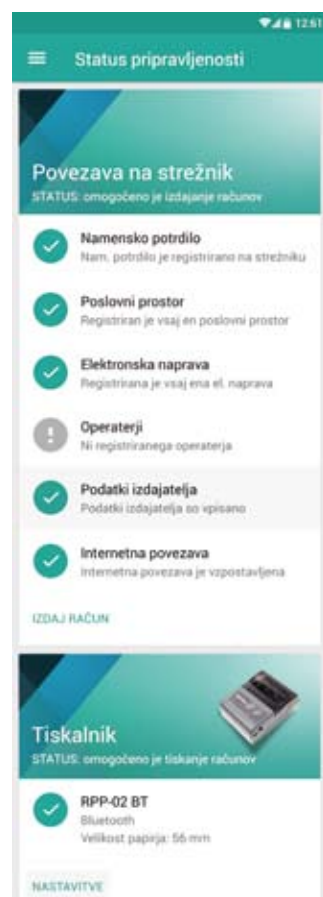 12:51
Status pripravljenosti
Povezava na strežnik
STATUS: omogočeno je izdajanje računov
Namensko potrdilo
Nam. potrdilo je registrirano na strežniku
Poslovni prostor
Registriran je vsaj en poslovni prostor
Elektronska naprava
Registrirana je vsaj ena el. naprava
Operaterji
Ni registriranega operaterja
Podatki izdajatelja
Podatki izdajatelja so vpisano
Internetna povezava
Internetna povezava je vzpostavljena
IZDAJ RAČUN
Tiskalnik
STATUS: omogočeno je tiskanje računov
RPP-02 BT
Bluetooth
Velikost papirja: 56 mm
NASTAVITVE